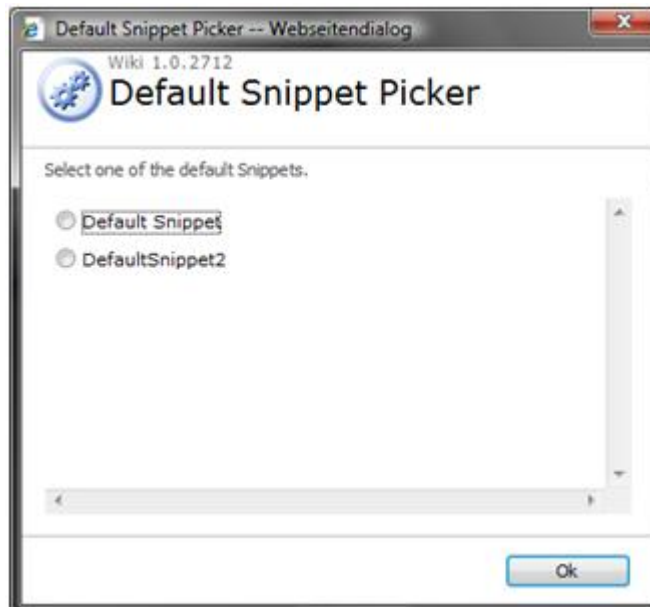 Default Snippet Picker -- Webseitendialog
Wiki 1.0.2712
Default Snippet Picker
Select one of the default Snippets.
Default Snippet
DefaultSnippet2
Ok